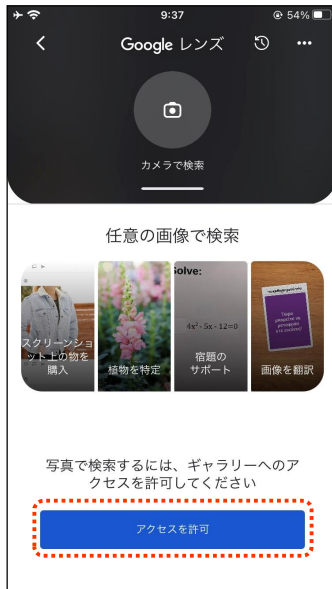 9:37
54%
Google レンズ
カメラで検索
任意の画像で検索
スクリーンショ
ット上の物を
購入
植物を特定
Solve:
4x² - 5x - 12=0
宿題の
サポート
画像を翻訳
写真で検索するには、ギャラリーへのア
クセスを許可してください
アクセスを許可